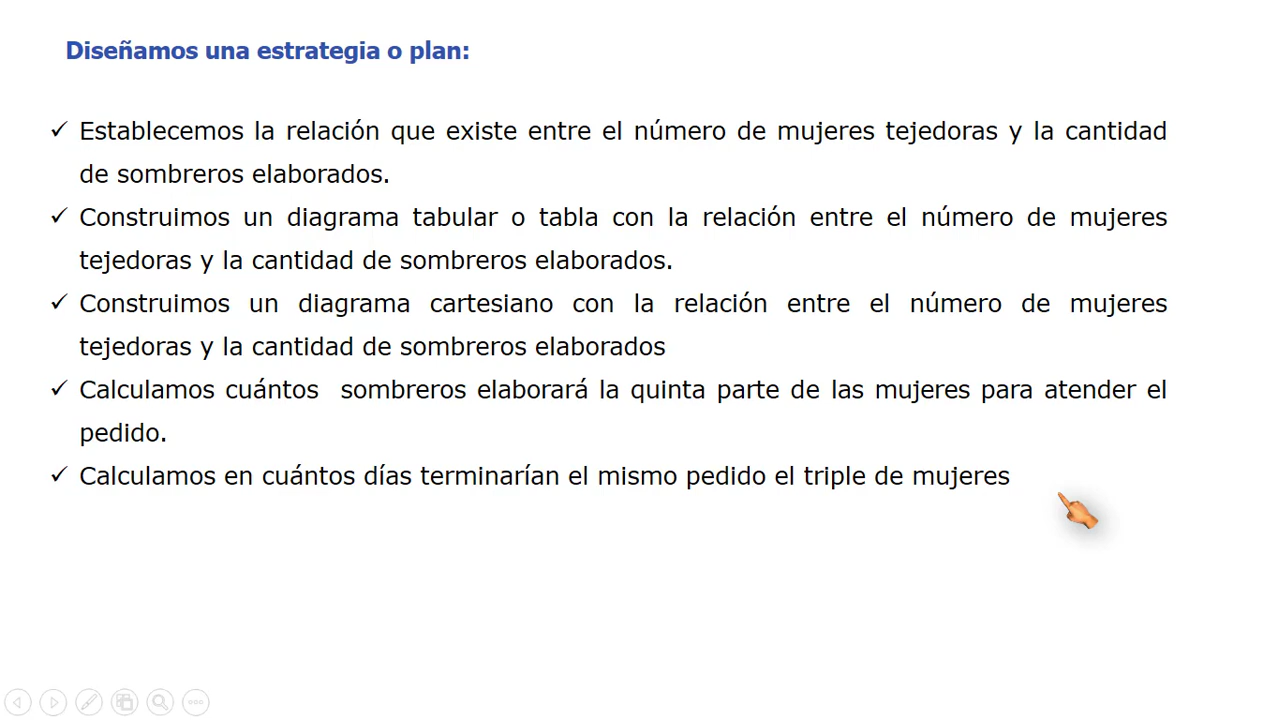 Diseñamos una estrategia o plan:
✓ Establecemos la relación que existe entre el número de mujeres tejedoras y la cantidad
de sombreros elaborados.
✓ Construimos un diagrama tabular o tabla con la relación entre el número de mujeres
tejedoras y la cantidad de sombreros elaborados.
✓ Construimos un diagrama cartesiano con la relación entre el número de mujeres
tejedoras y la cantidad de sombreros elaborados
✓ Calculamos cuántos sombreros elaborará la quinta parte de las mujeres para atender el
pedido.
✓ Calculamos en cuántos días terminarían el mismo pedido el triple de mujeres